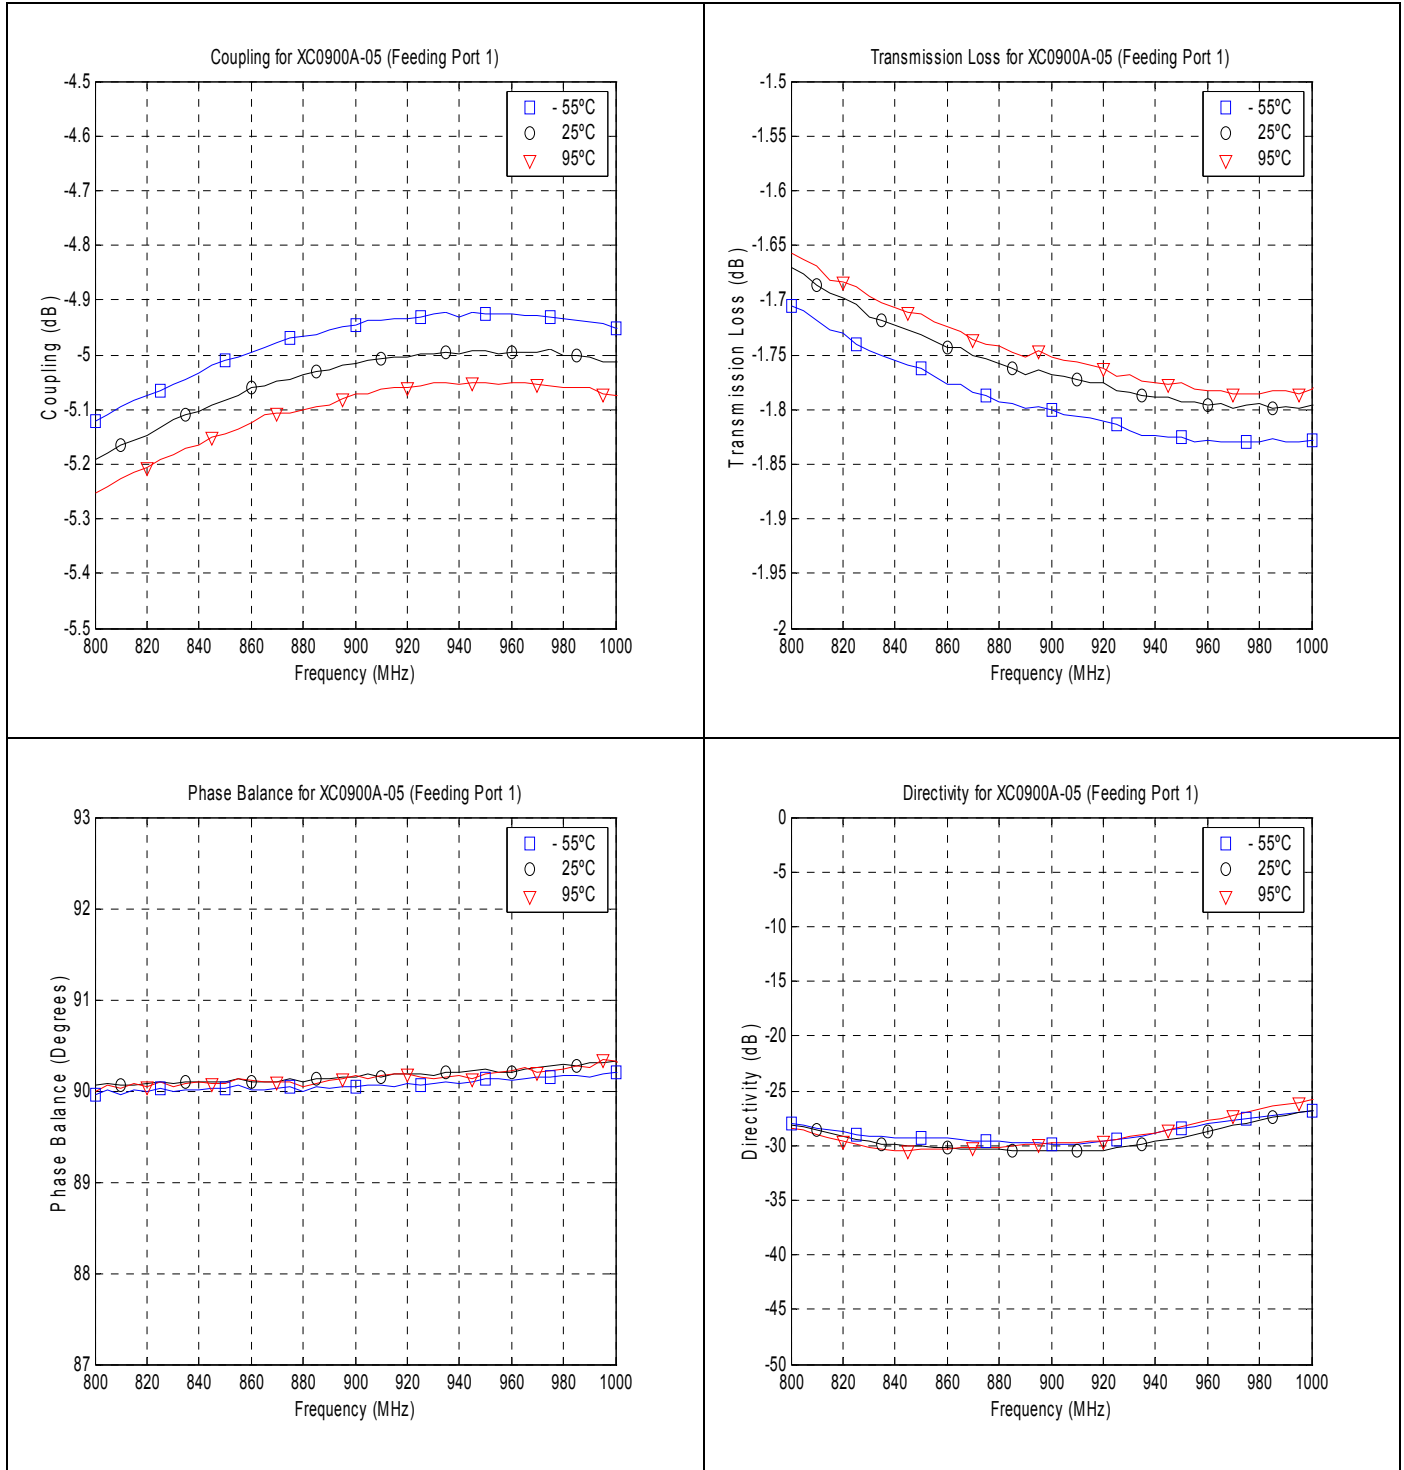 Coupling for XC0900A-05 (Feeding Port 1)
-4.5
-4.6
-4.7
-4.8
-4.9
-5
-5.1
-5.2
-5.3
-5.4
-5.5
Coupling (dB)
- 55ºC
25ºC
95ºC
800 820 840 860 880 900 920 940 960 980 1000
Frequency (MHz)
Transmission Loss for XC0900A-05 (Feeding Port 1)
-1.5
-1.55
-1.6
-1.65
-1.7
-1.75
-1.8
-1.85
-1.9
-1.95
-2
Transmission Loss (dB)
- 55ºC
25ºC
95ºC
800 820 840 860 880 900 920 940 960 980 1000
Frequency (MHz)
Phase Balance for XC0900A-05 (Feeding Port 1)
93
92
91
90
89
88
87
Phase Balance (Degrees)
- 55ºC
25ºC
95ºC
800 820 840 860 880 900 920 940 960 980 1000
Frequency (MHz)
Directivity for XC0900A-05 (Feeding Port 1)
0
-5
-10
-15
-20
-25
-30
-35
-40
-45
-50
Directivity (dB)
- 55ºC
25ºC
95ºC
800 820 840 860 880 900 920 940 960 980 1000
Frequency (MHz)